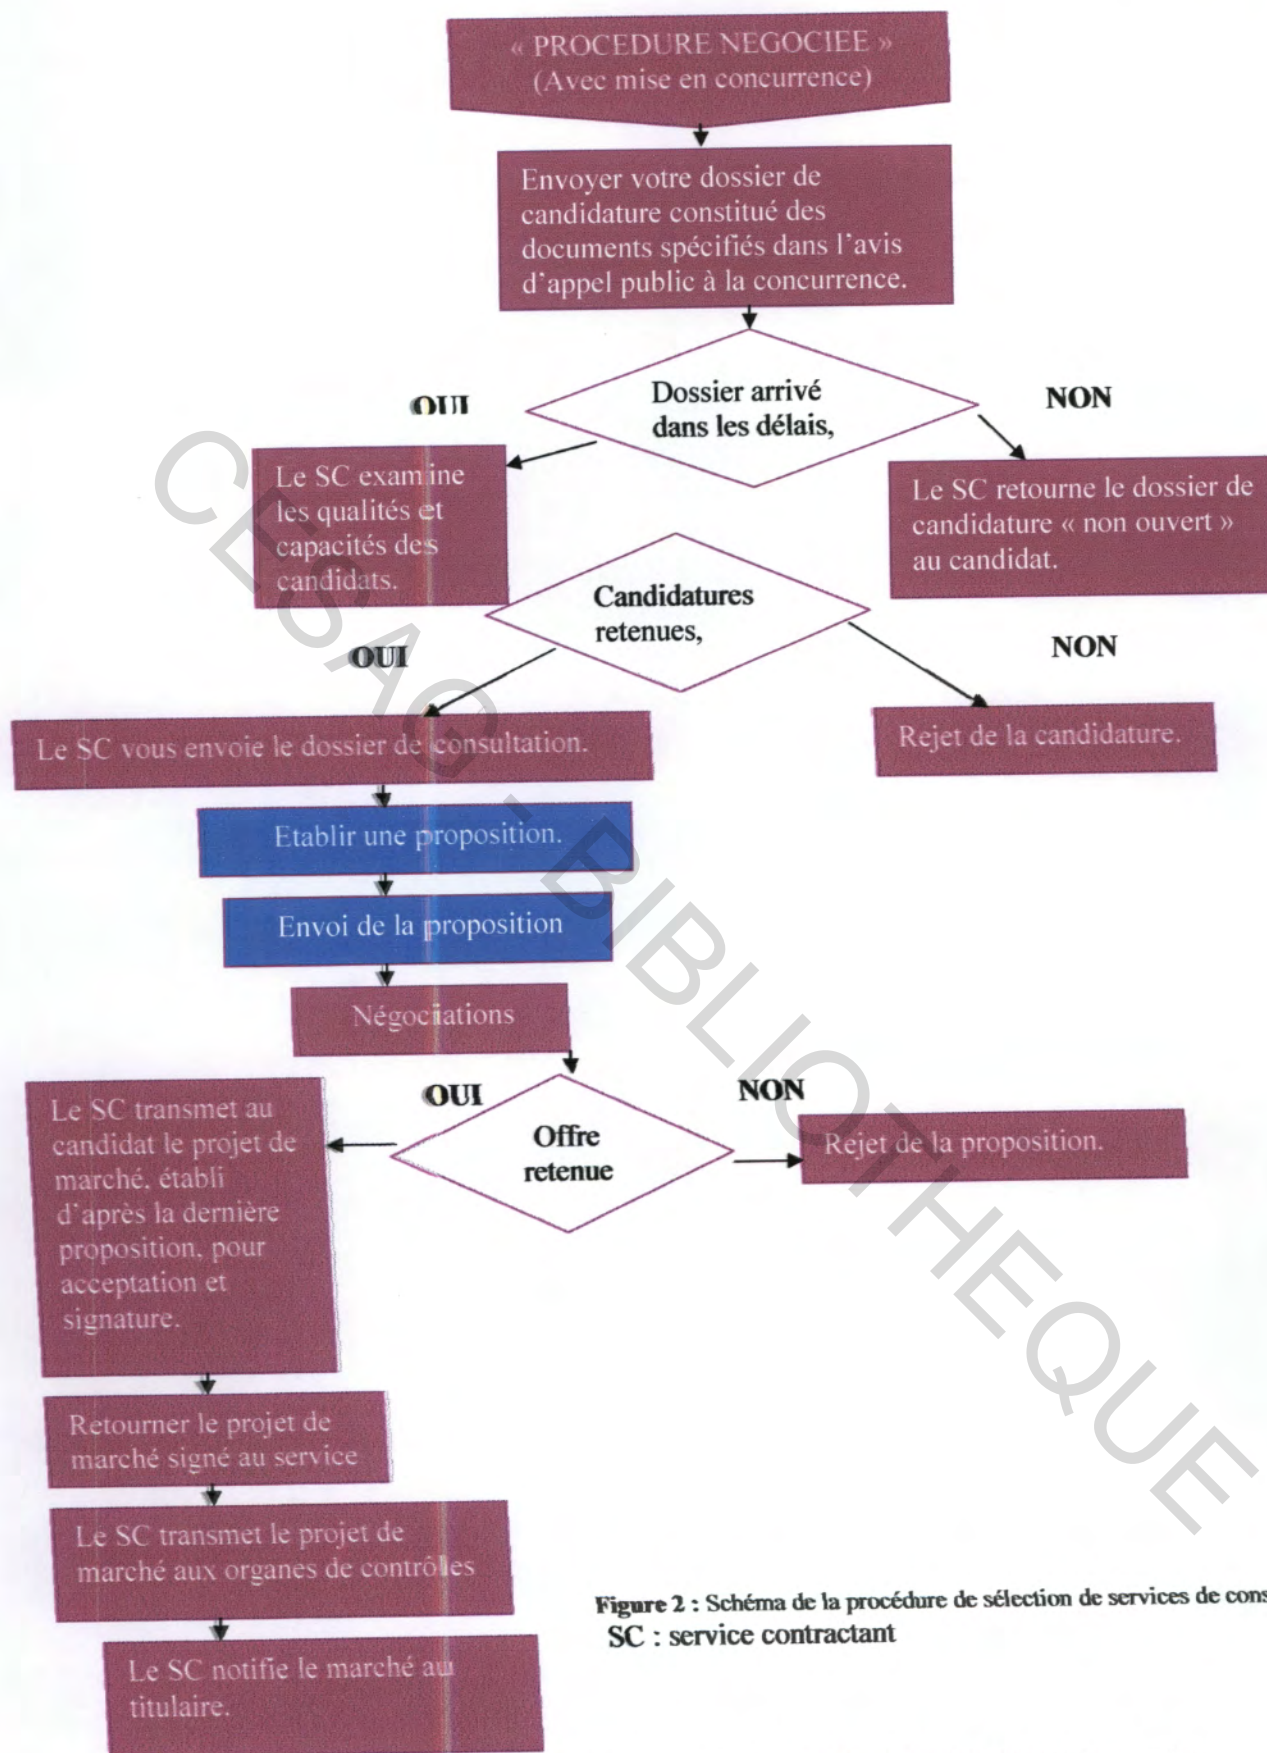 « PROCEDURE NEGOCIEE »
(Avec mise en concurrence)
Envoyer votre dossier de
candidature constitué des
documents spécifiés dans l'avis
d'appel public à la concurrence.
Dossier arrivé
dans les délais,
OUI
NON
Le SC examine
les qualités et
capacités des
candidats.
Le SC retourne le dossier de
candidature « non ouvert »
au candidat.
Candidatures
retenues,
OUI
NON
Le SC vous envoie le dossier de consultation.
Rejet de la candidature.
Etablir une proposition.
Envoi de la proposition
Négociations
OUI
NON
Offre
retenue
Le SC transmet au
candidat le projet de
marché, établi
d'après la dernière
proposition, pour
acceptation et
signature.
Rejet de la proposition.
Retourner le projet de
marché signé au service
Le SC transmet le projet de
marché aux organes de contrôles
Le SC notifie le marché au
titulaire.
Figure 2 : Schéma de la procédure de sélection de services de
SC : service contractant
CESAG - BIBLIOTHEQUE